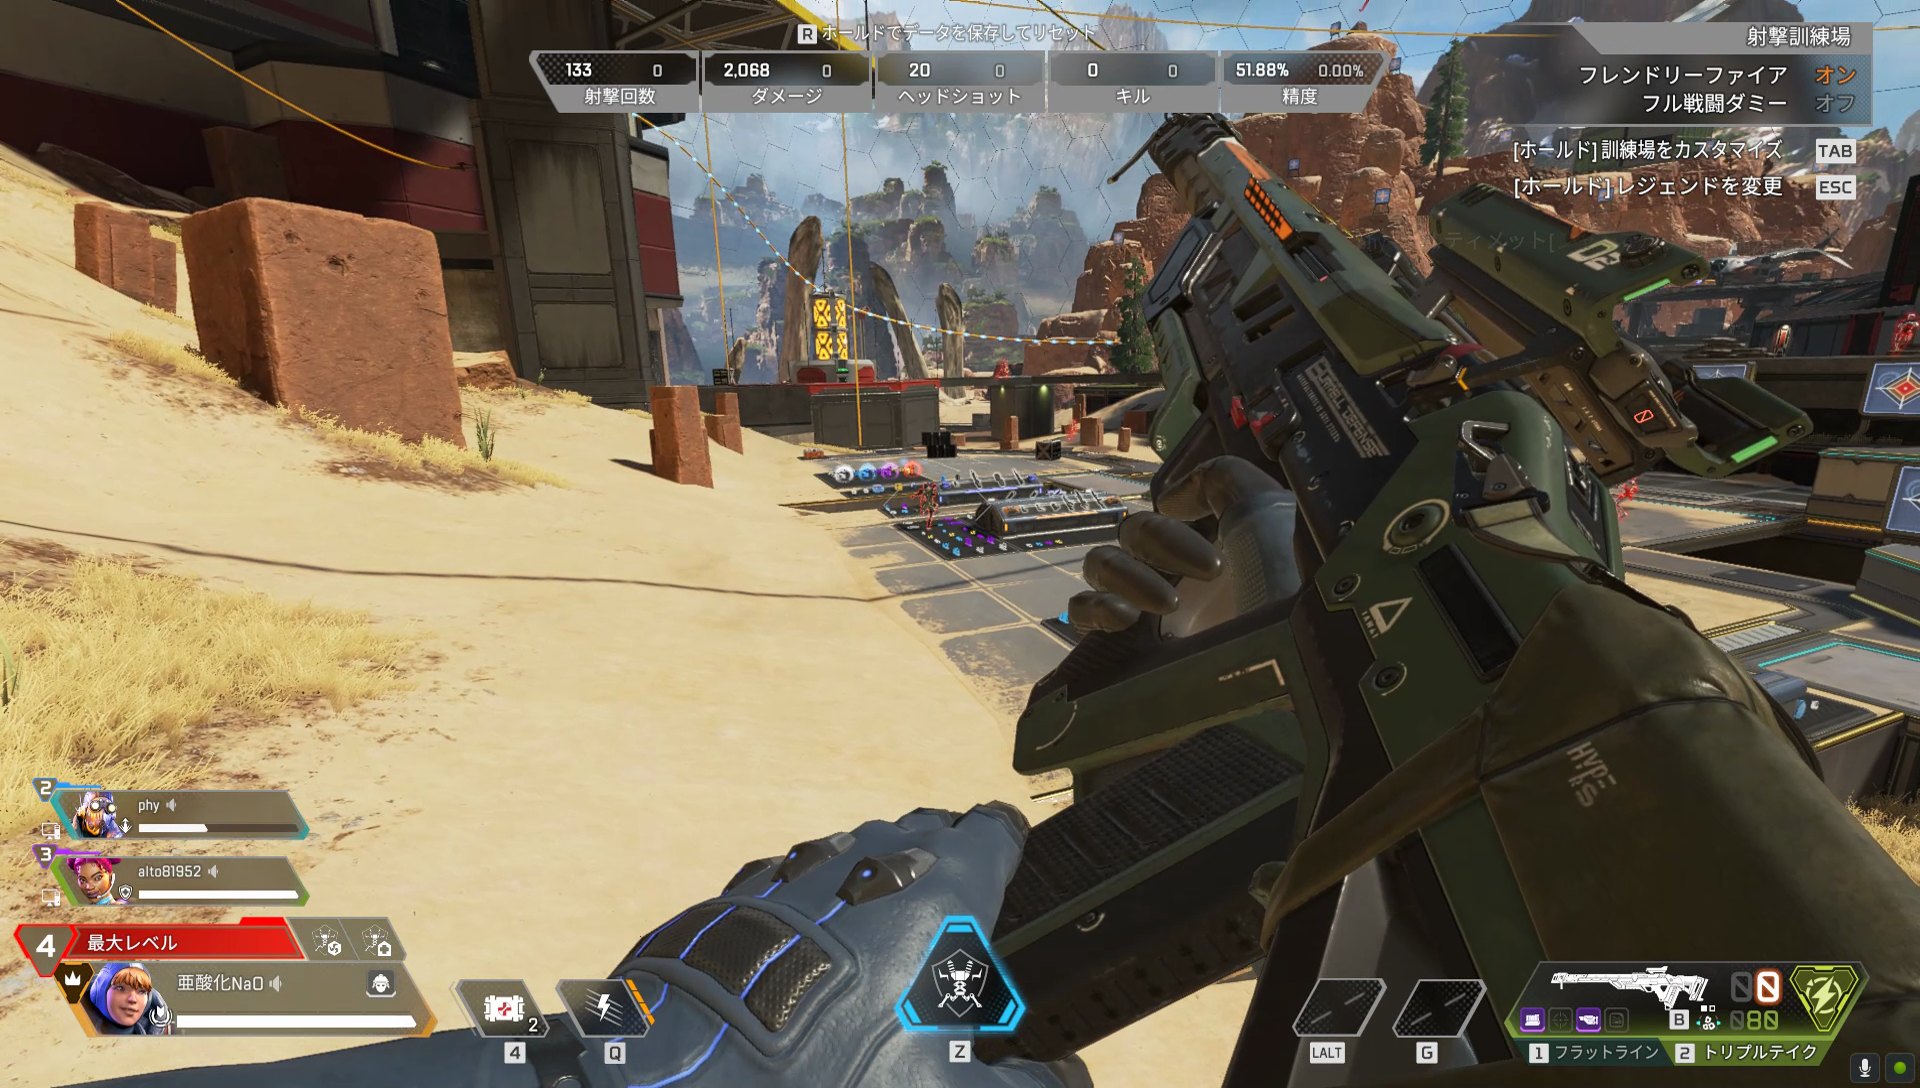 R ホールドでデータを保存してリセット
133 0 2,068 0 20 0 0 0 51.88% 0.00%
射撃回数 ダメージ ヘッドショット キル 精度
射撃訓練場
フレンドリーファイア オン
フル戦闘ダミー オフ
[ホールド]訓練場をカスタマイズ TAB
[ホールド]レジェンドを変更 ESC
02
2
phy
3
alto81952
4 最大レベル
亜酸化NaO
2
4 Q Z LALT G
0 0
B 080
1 フラットライン 2 トリプルテイク